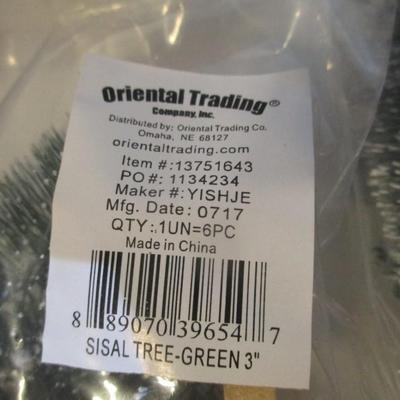 Oriental Trading®
Company, Inc.
Distributed by: Oriental Trading Co.
Omaha, NE 68127
orientaltrading.com
Item #:13751643
PO#: 1134234
Maker #:YISHJE
Mfg. Date: 0717
QTY:.1UN=6PC
Made in China
8 89070 39654 7
SISAL TREE-GREEN 3"